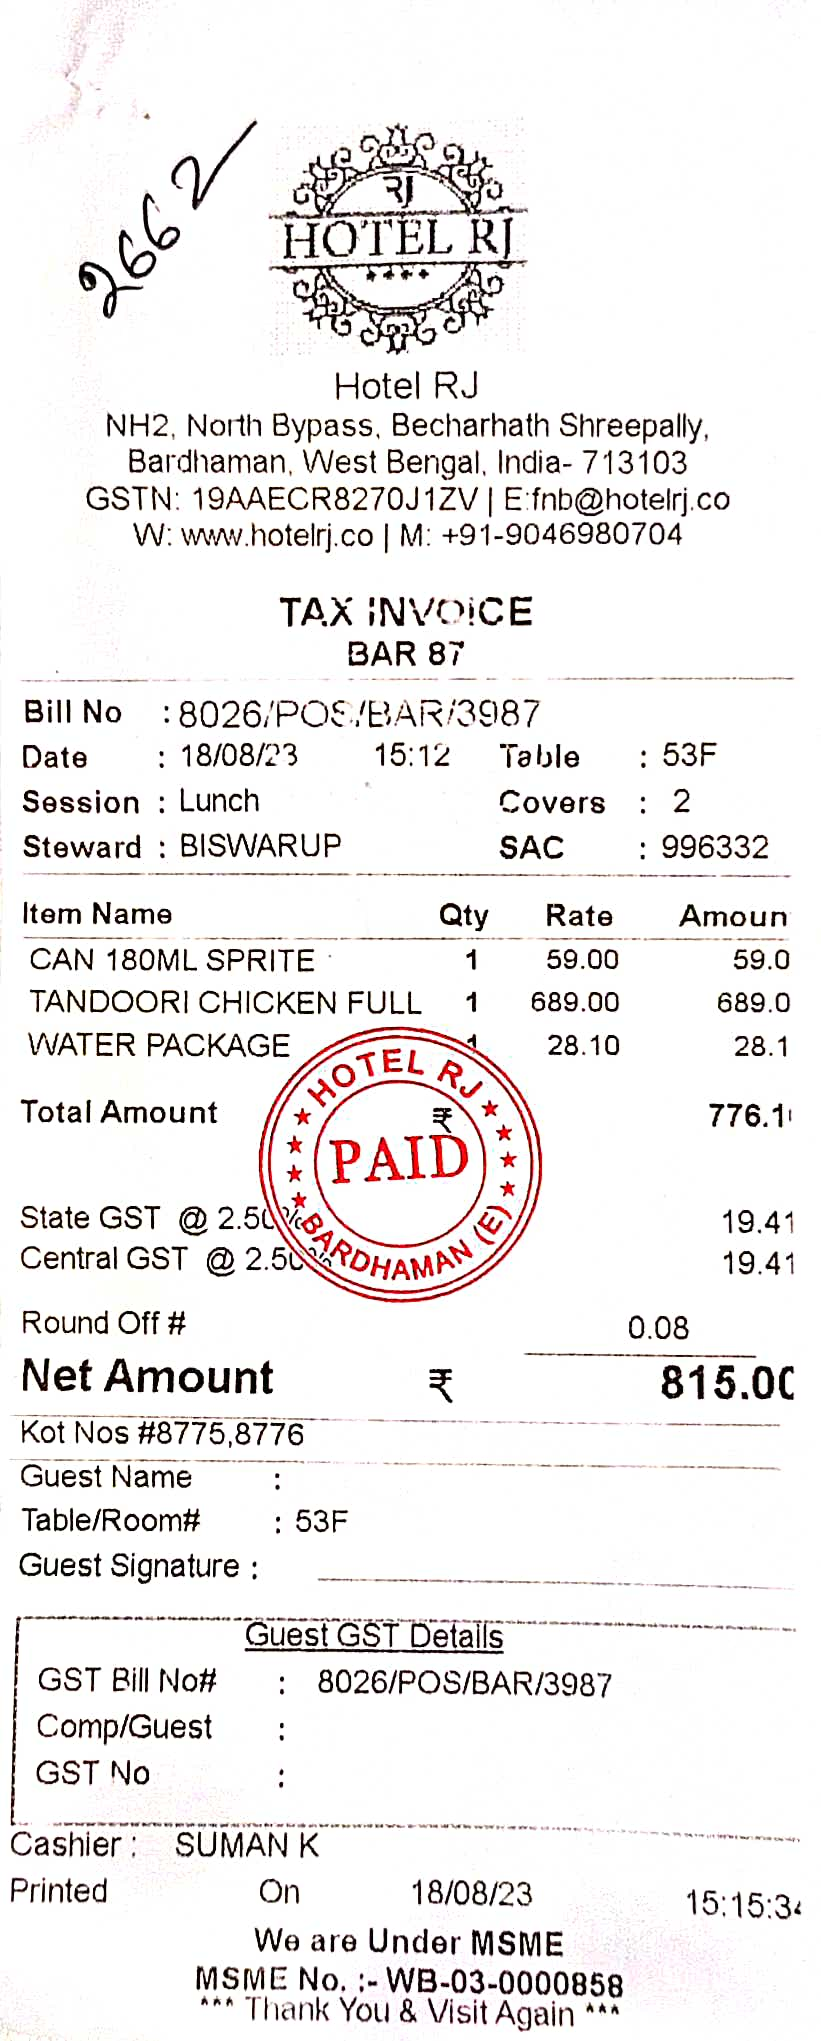 2662
RJ
HOTEL RJ
Hotel RJ
NH2, North Bypass, Becharhath Shreepally,
Bardhaman, West Bengal, India- 713103
GSTN: 19AAECR8270J1ZV | E:fnb@hotelrj.co
W: www.hotelrj.co | M: +91-9046980704
TAX INVOICE
BAR 87
Bill No : 8026/POS/BAR/3987
Date : 18/08/23 15:12 Table : 53F
Session : Lunch Covers : 2
Steward : BISWARUP SAC : 996332
Item Name Qty Rate Amoun
CAN 180ML SPRITE 1 59.00 59.0
TANDOORI CHICKEN FULL 1 689.00 689.0
WATER PACKAGE 1 28.10 28.1
HOTEL RJ
Total Amount ₹ 776.1
PAID
State GST @ 2.50% 19.41
Central GST @ 2.50% 19.41
BARDHAMAN (E)
Round Off # 0.08
Net Amount ₹ 815.00
Kot Nos #8775,8776
Guest Name :
Table/Room# : 53F
Guest Signature :
Guest GST Details
GST Bill No# : 8026/POS/BAR/3987
Comp/Guest :
GST No :
Cashier : SUMAN K
Printed On 18/08/23 15:15:34
We are Under MSME
MSME No. :- WB-03-0000858
*** Thank You & Visit Again ***